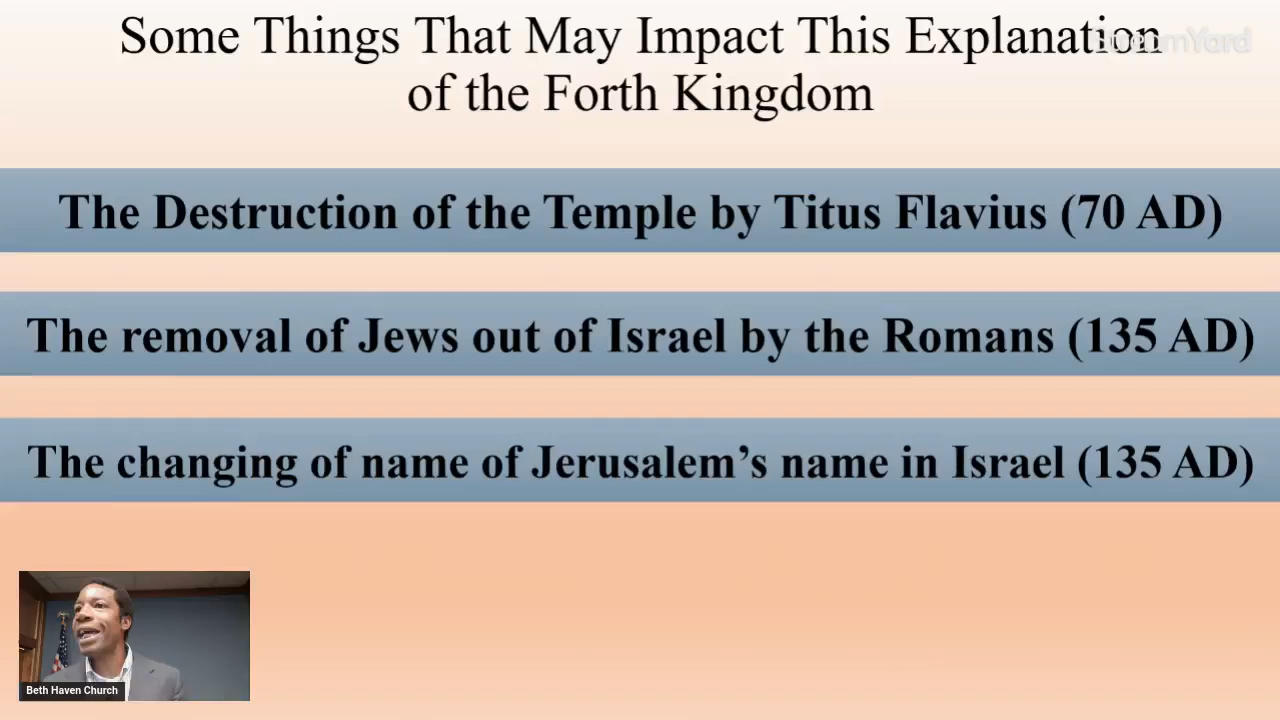 Some Things That May Impact This Explanation
of the Forth Kingdom
StreamYard
The Destruction of the Temple by Titus Flavius (70 AD)
The removal of Jews out of Israel by the Romans (135 AD)
The changing of name of Jerusalem’s name in Israel (135 AD)
Beth Haven Church